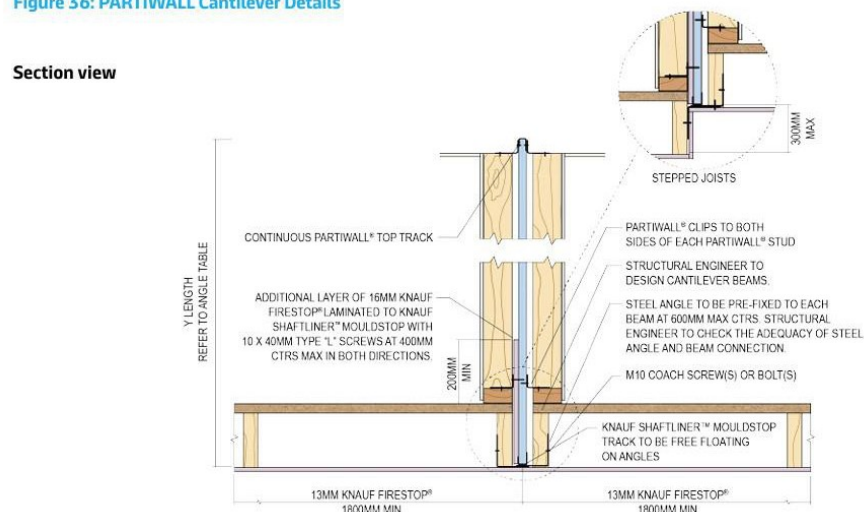 Figure 36: PARTIWALL Cantilever Details
Section view
300MM
MAX
STEPPED JOISTS
CONTINUOUS PARTIWALL® TOP TRACK
PARTIWALL® CLIPS TO BOTH
SIDES OF EACH PARTIWALL® STUD
STRUCTURAL ENGINEER TO
DESIGN CANTILEVER BEAMS.
Y LENGTH
REFER TO ANGLE TABLE
ADDITIONAL LAYER OF 16MM KNAUF
FIRESTOP® LAMINATED TO KNAUF
SHAFTLINER™ MOULDSTOP WITH
10 X 40MM TYPE "L" SCREWS AT 400MM
CTRS MAX IN BOTH DIRECTIONS.
200MM
MIN
STEEL ANGLE TO BE PRE-FIXED TO EACH
BEAM AT 600MM MAX CTRS. STRUCTURAL
ENGINEER TO CHECK THE ADEQUACY OF STEEL
ANGLE AND BEAM CONNECTION.
M10 COACH SCREW(S) OR BOLT(S)
KNAUF SHAFTLINER™ MOULDSTOP
TRACK TO BE FREE FLOATING
ON ANGLES
13MM KNAUF FIRESTOP®
1800MM MIN
13MM KNAUF FIRESTOP®
1800MM MIN